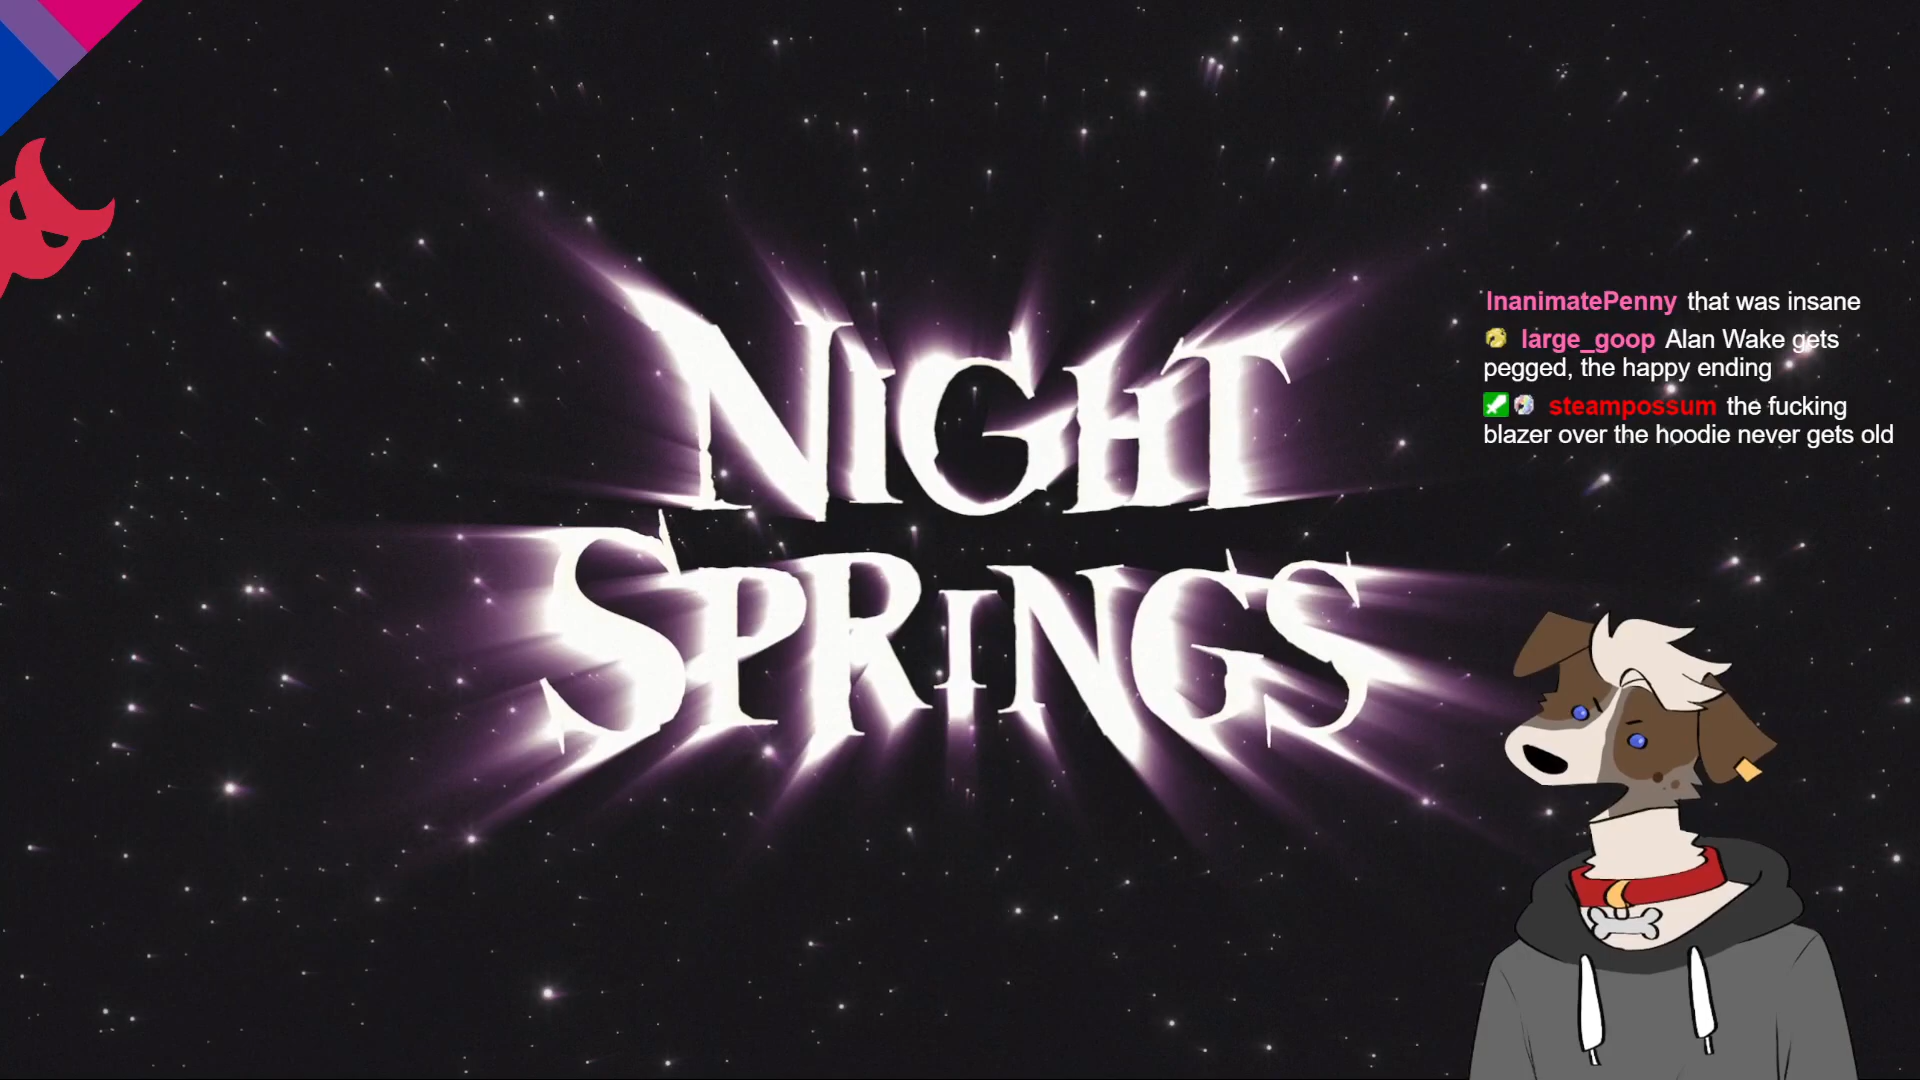 NIGHT
SPRINGS
InanimatePenny that was insane
large_goop Alan Wake gets
pegged, the happy ending
steampossum the fucking
blazer over the hoodie never gets old